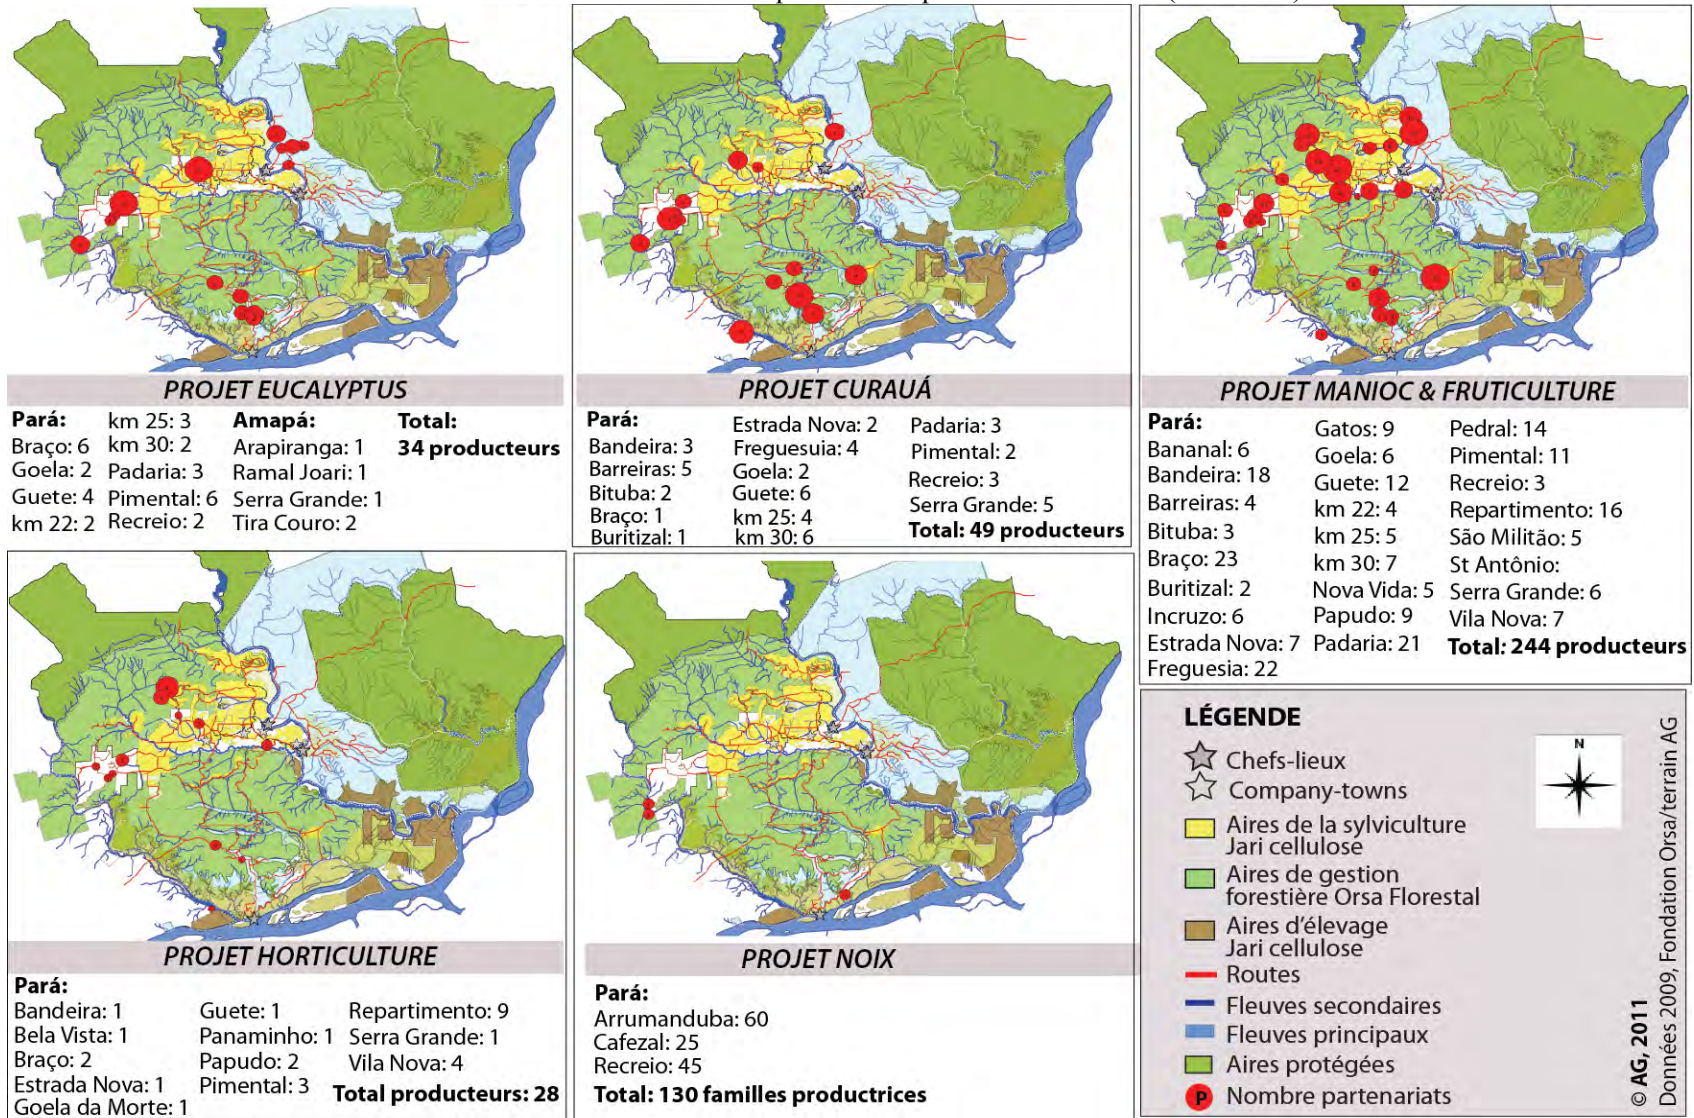 PROJET EUCALYPTUS
Pará:
Braço: 6
Goela: 2
Guete: 4
km 22: 2
km 25: 3
km 30: 2
Padaria: 3
Pimental: 6
Recreio: 2
Amapá:
Arapiranga: 1
Ramal Joari: 1
Serra Grande: 1
Tira Couro: 2
Total:
34 producteurs
PROJET CURAUÁ
Pará:
Bandeira: 3
Barreiras: 5
Bituba: 2
Braço: 1
Buritizal: 1
Estrada Nova: 2
Freguesuia: 4
Goela: 2
Guete: 6
km 25: 4
km 30: 6
Padaria: 3
Pimental: 2
Recreio: 3
Serra Grande: 5
Total: 49 producteurs
PROJET MANIOC & FRUTICULTURE
Pará:
Bananal: 6
Bandeira: 18
Barreiras: 4
Bituba: 3
Braço: 23
Buritizal: 2
Incruzo: 6
Estrada Nova: 7
Freguesia: 22
Gatos: 9
Goela: 6
Guete: 12
km 22: 4
km 25: 5
km 30: 7
Nova Vida: 5
Papudo: 9
Padaria: 21
Pedral: 14
Pimental: 11
Recreio: 3
Repartimento: 16
São Militão: 5
St Antônio:
Serra Grande: 6
Vila Nova: 7
Total: 244 producteurs
PROJET HORTICULTURE
Pará:
Bandeira: 1
Bela Vista: 1
Braço: 2
Estrada Nova: 1
Goela da Morte: 1
Guete: 1
Panaminho: 1
Papudo: 2
Pimental: 3
Repartimento: 9
Serra Grande: 1
Vila Nova: 4
Total producteurs: 28
PROJET NOIX
Pará:
Arrumanduba: 60
Cafezal: 25
Recreio: 45
Total: 130 familles productrices
LÉGENDE
Chefs-lieux
Company-towns
Aires de la sylviculture
Jari cellulose
Aires de gestion
forestière Orsa Florestal
Aires d'élevage
Jari cellulose
Routes
Fleuves secondaires
Fleuves principaux
Aires protégées
P Nombre partenariats
N
© AG, 2011
Données 2009, Fondation Orsa/terrain AG